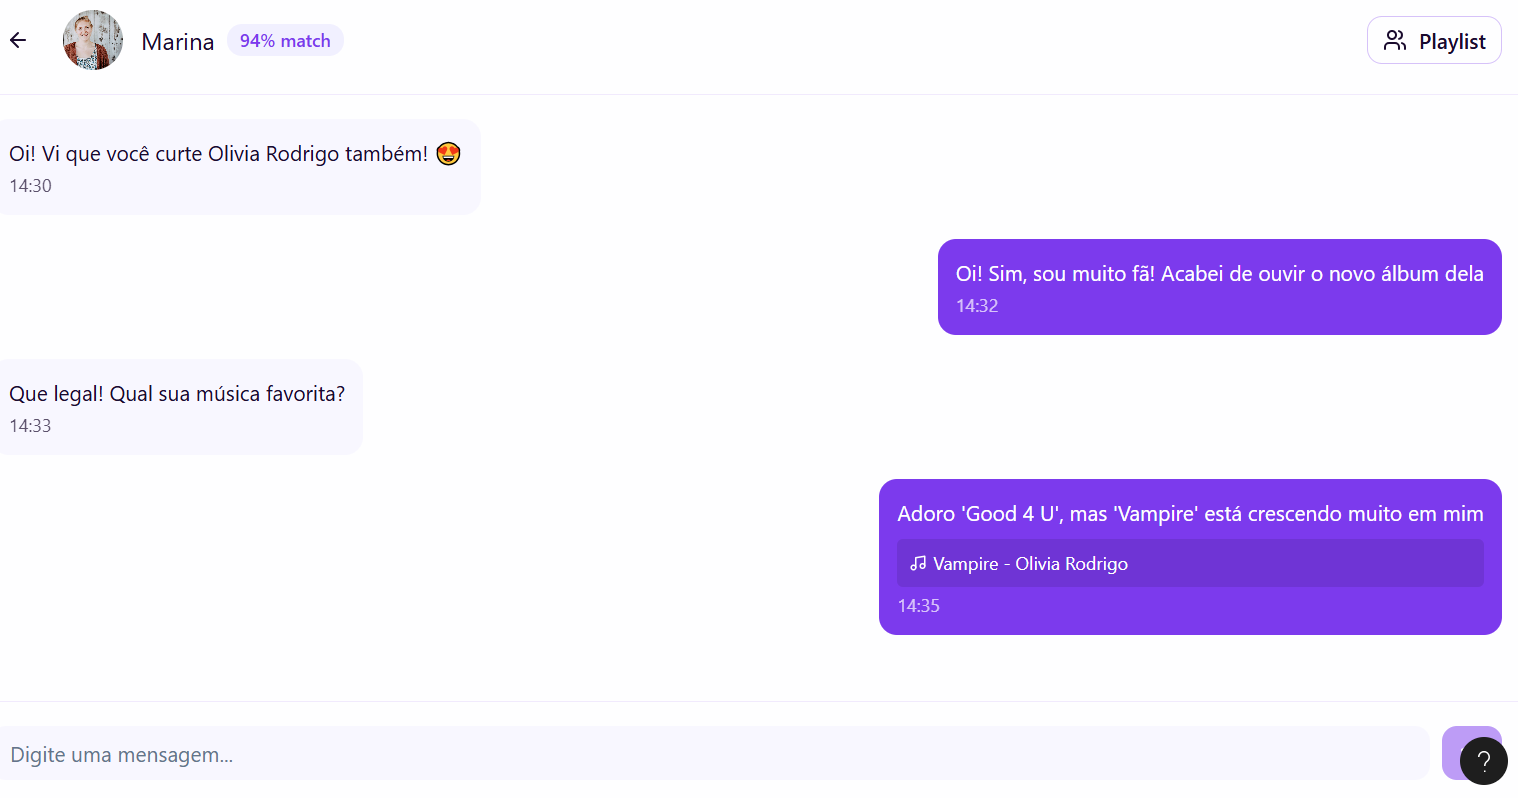 Marina
94% match
Playlist
Oi! Vi que você curte Olivia Rodrigo também! 😍
14:30
Oi! Sim, sou muito fã! Acabei de ouvir o novo álbum dela
14:32
Que legal! Qual sua música favorita?
14:33
Adoro 'Good 4 U', mas 'Vampire' está crescendo muito em mim
Vampire - Olivia Rodrigo
14:35
Digite uma mensagem...
?